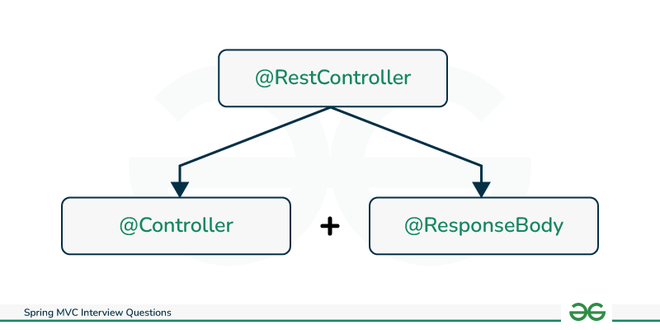 @RestController
@Controller + @ResponseBody
Spring MVC Interview Questions